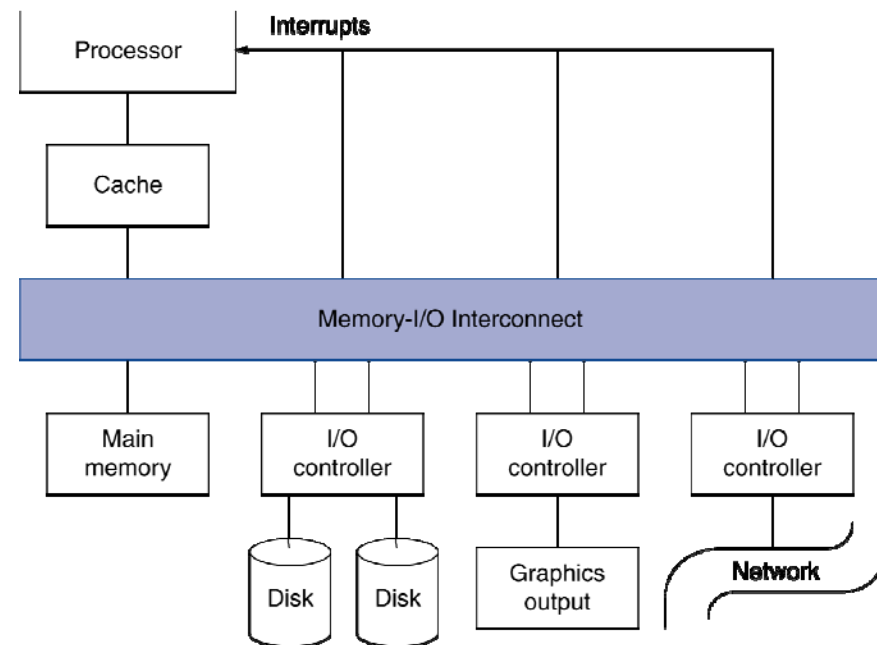 Interrupts
Processor
Cache
Memory-I/O Interconnect
Main
memory
I/O
controller
I/O
controller
I/O
controller
Disk
Disk
Graphics
output
Network